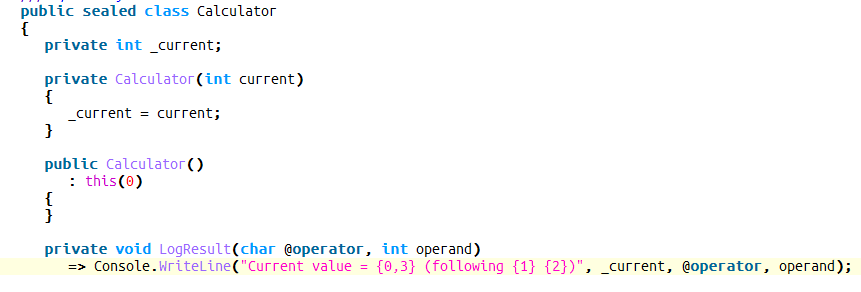 public sealed class Calculator
{
private int _current;
private Calculator(int current)
{
_current = current;
}
public Calculator()
: this(0)
{
}
private void LogResult(char @operator, int operand)
=> Console.WriteLine("Current value = {0,3} (following {1} {2})", _current, @operator, operand);